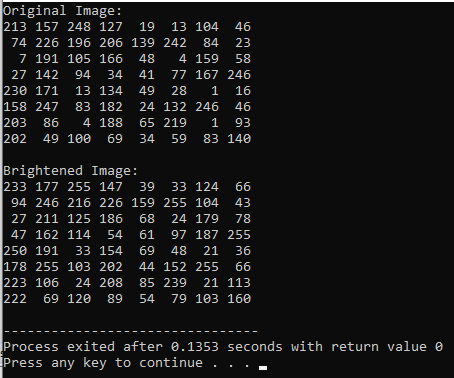 Original Image:
213 157 248 127  19  13 104  46
 74 226 196 206 139 242  84  23
  7 191 105 166  48   4 159  58
 27 142  94  34  41  77 167 246
230 171  13 134  49  28   1  16
158 247  83 182  24 132 246  46
203  86   4 188  65 219   1  93
202  49 100  69  34  59  83 140

Brightened Image:
233 177 255 147  39  33 124  66
 94 246 216 226 159 255 104  43
 27 211 125 186  68  24 179  78
 47 162 114  54  61  97 187 255
250 191  33 154  69  48  21  36
178 255 103 202  44 152 255  66
223 106  24 208  85 239  21 113
222  69 120  89  54  79 103 160

--------------------------------
Process exited after 0.1353 seconds with return value 0
Press any key to continue . . .